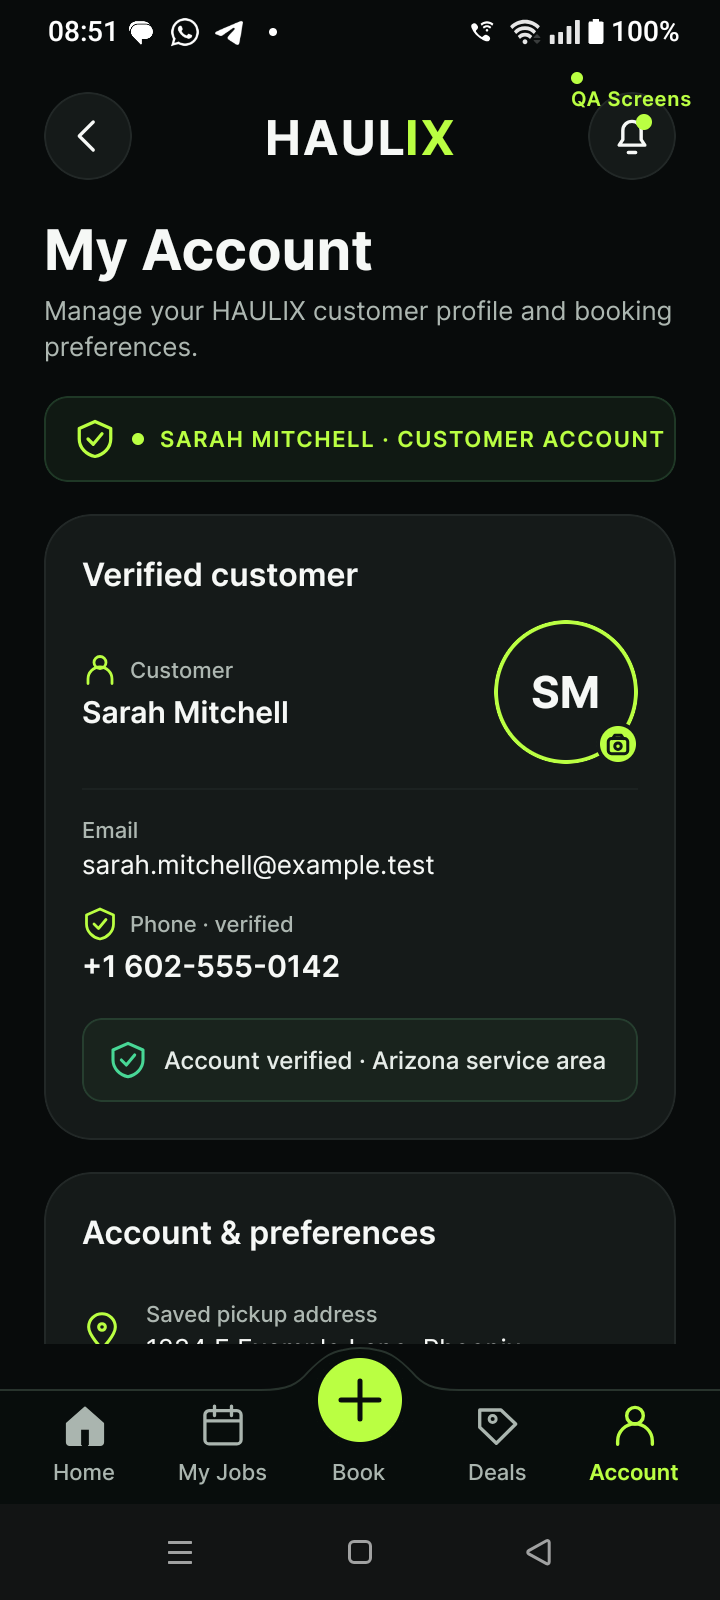 08:51
100%
QA Screens
HAULIX
My Account
Manage your HAULIX customer profile and booking
preferences.
SARAH MITCHELL · CUSTOMER ACCOUNT
Verified customer
Customer
Sarah Mitchell
SM
Email
sarah.mitchell@example.test
Phone · verified
+1 602-555-0142
Account verified · Arizona service area
Account & preferences
Saved pickup address
Home
My Jobs
Book
Deals
Account